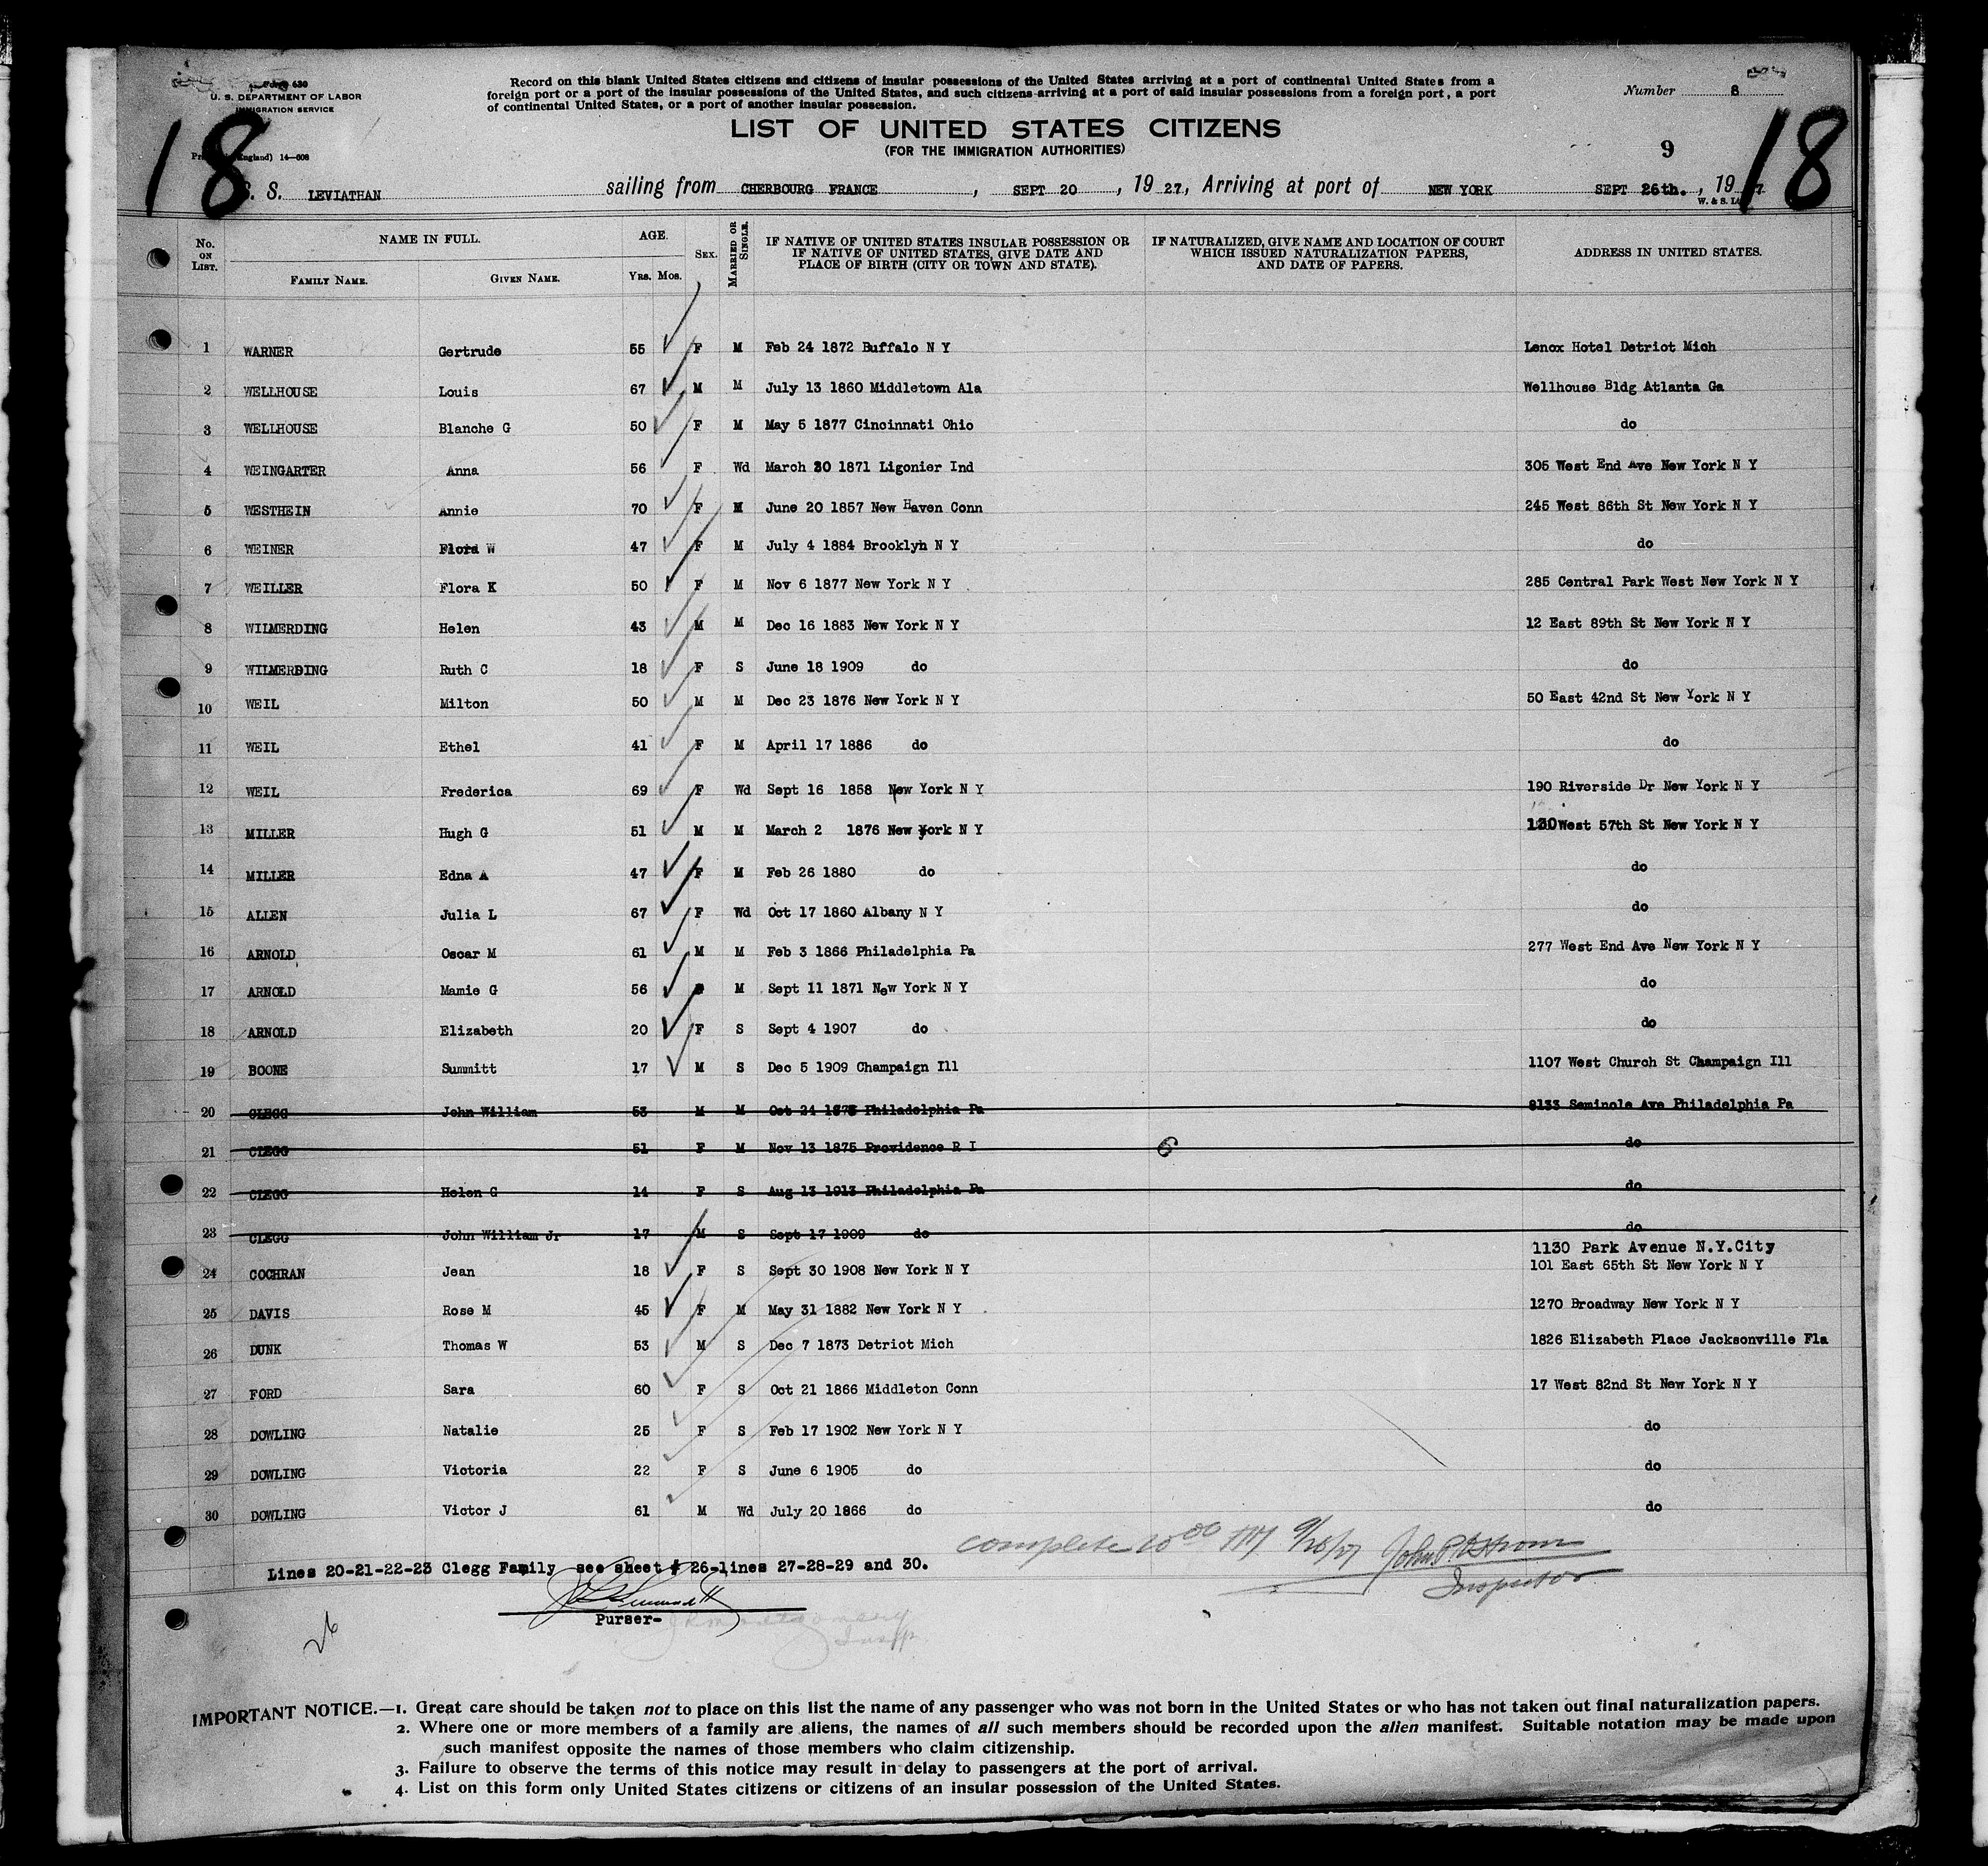 Form 630
U. S. DEPARTMENT OF LABOR
IMMIGRATION SERVICE
(England) 14—608
Record on this blank United States citizens and citizens of insular possessions of the United States arriving at a port of continental United States from a
foreign port or a port of the insular possessions of the United States, and such citizens arriving at a port of said insular possessions from a foreign port, a port
of continental United States, or a port of another insular possession.
Number 8
LIST OF UNITED STATES CITIZENS
(FOR THE IMMIGRATION AUTHORITIES)
9
18
18
S. S. LEVIATHAN sailing from CHERBOURG FRANCE, SEPT 20, 1927, Arriving at port of NEW YORK SEPT 26th., 19 7
W. & S. L
No. ON LIST. NAME IN FULL. FAMILY NAME. GIVEN NAME. AGE. Yrs. Mos. SEX. MARRIED OR SINGLE. IF NATIVE OF UNITED STATES INSULAR POSSESSION OR IF NATIVE OF UNITED STATES, GIVE DATE AND PLACE OF BIRTH (CITY OR TOWN AND STATE). IF NATURALIZED, GIVE NAME AND LOCATION OF COURT WHICH ISSUED NATURALIZATION PAPERS, AND DATE OF PAPERS. ADDRESS IN UNITED STATES.
1 WARNER Gertrude 55 F M Feb 24 1872 Buffalo N Y Lenox Hotel Detriot Mich
2 WELLHOUSE Louis 67 M M July 13 1860 Middletown Ala Wellhouse Bldg Atlanta Ga
3 WELLHOUSE Blanche G 50 F M May 5 1877 Cincinnati Ohio do
4 WEINGARTER Anna 56 F Wd March 30 1871 Ligonier Ind 305 West End Ave New York N Y
5 WESTHEIN Annie 70 F M June 20 1857 New Haven Conn 245 West 86th St New York N Y
6 WEINER Flora W 47 F M July 4 1884 Brooklyn N Y do
7 WEILLER Flora K 50 F M Nov 6 1877 New York N Y 285 Central Park West New York N Y
8 WILMERDING Helen 43 M M Dec 16 1883 New York N Y 12 East 89th St New York N Y
9 WILMERDING Ruth C 18 F S June 18 1909 do do
10 WEIL Milton 50 M M Dec 23 1876 New York N Y 50 East 42nd St New York N Y
11 WEIL Ethel 41 F M April 17 1886 do do
12 WEIL Frederica 69 F Wd Sept 16 1858 New York N Y 190 Riverside Dr New York N Y
13 MILLER Hugh G 51 M M March 2 1876 New York N Y 130 West 57th St New York N Y
14 MILLER Edna A 47 F M Feb 26 1880 do do
15 ALLEN Julia L 67 F Wd Oct 17 1860 Albany N Y do
16 ARNOLD Oscar M 61 M M Feb 3 1866 Philadelphia Pa 277 West End Ave New York N Y
17 ARNOLD Mamie G 56 M Sept 11 1871 New York N Y do
18 ARNOLD Elizabeth 20 F S Sept 4 1907 do do
19 BOONE Summitt 17 M S Dec 5 1909 Champaign Ill 1107 West Church St Champaign Ill
20 CLEGG John William 53 M M Oct 24 1873 Philadelphia Pa 8133 Seminole Ave Philadelphia Pa
21 CLEGG 51 F M Nov 13 1875 Providence R I 6 do
22 CLEGG Helen G 14 F S Aug 13 1913 Philadelphia Pa do
23 CLEGG John William Jr 17 M S Sept 17 1909 do do
1130 Park Avenue N.Y.City
24 COCHRAN Jean 18 F S Sept 30 1908 New York N Y 101 East 65th St New York N Y
25 DAVIS Rose M 45 F M May 31 1882 New York N Y 1270 Broadway New York N Y
26 DUNK Thomas W 53 M S Dec 7 1873 Detriot Mich 1826 Elizabeth Place Jacksonville Fla
27 FORD Sara 60 F S Oct 21 1866 Middleton Conn 17 West 82nd St New York N Y
28 DOWLING Natalie 25 F S Feb 17 1902 New York N Y do
29 DOWLING Victoria 22 F S June 6 1905 do do
30 DOWLING Victor J 61 M Wd July 20 1866 do do
complete 10 00 9/26/27 John P.
Inspector
Lines 20-21-22-23 Clegg Family see sheet # 26-lines 27-28-29 and 30.
Purser-
26
IMPORTANT NOTICE.—1. Great care should be taken not to place on this list the name of any passenger who was not born in the United States or who has not taken out final naturalization papers.
2. Where one or more members of a family are aliens, the names of all such members should be recorded upon the alien manifest. Suitable notation may be made upon
such manifest opposite the names of those members who claim citizenship.
3. Failure to observe the terms of this notice may result in delay to passengers at the port of arrival.
4. List on this form only United States citizens or citizens of an insular possession of the United States.